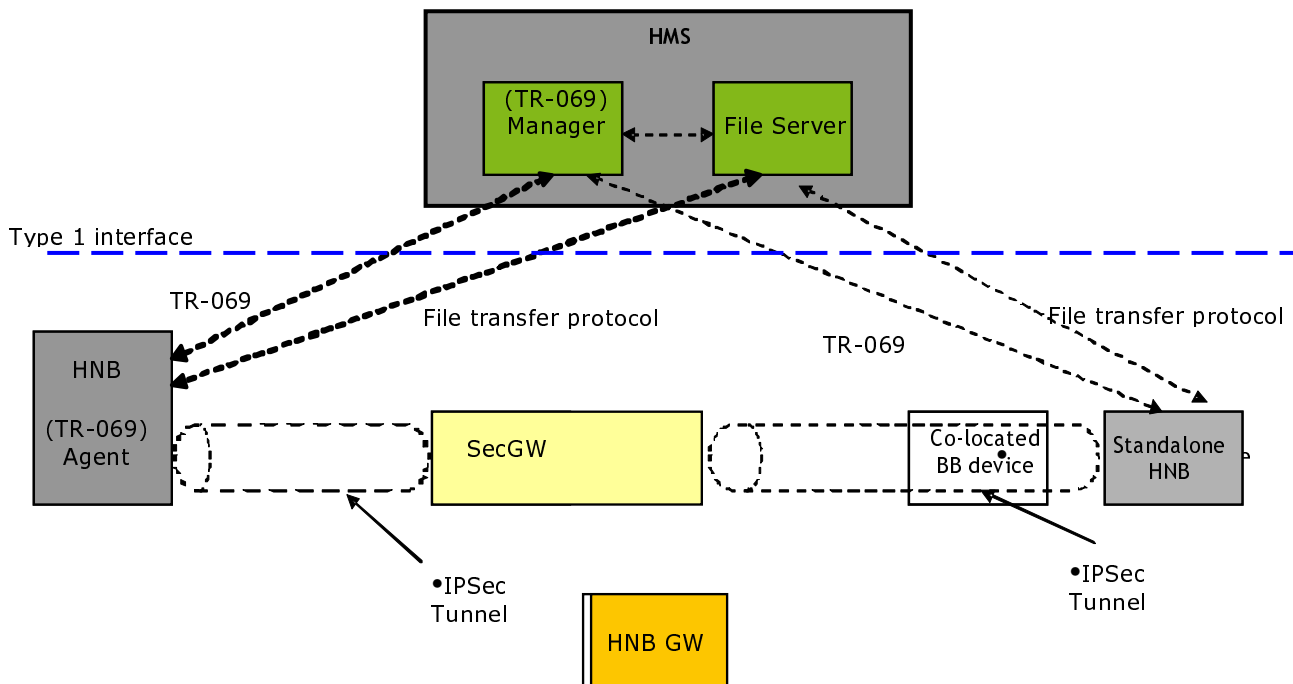 HMS
(TR-069)
Manager
File Server
Type 1 interface
TR-069
File transfer protocol
File transfer protocol
TR-069
HNB
(TR-069)
Agent
SecGW
Co-located
BB device
Standalone
HNB
•IPSec
Tunnel
•IPSec
Tunnel
HNB GW